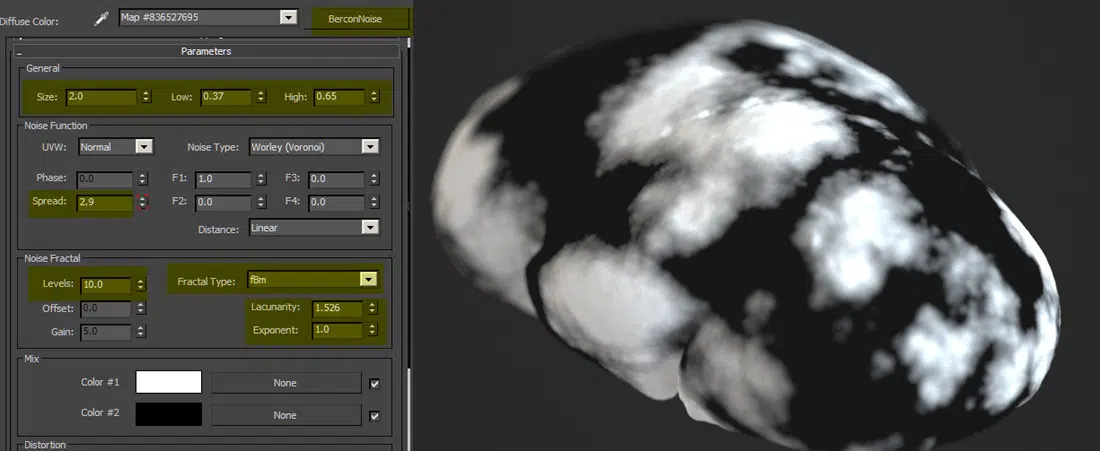 Diffuse Color: Map #836527695 BerconNoise
Parameters
General
Size: 2.0 Low: 0.37 High: 0.65
Noise Function
UVW: Normal Noise Type: Worley (Voronoi)
Phase: 0.0 F1: 1.0 F3: 0.0
Spread: 2.9 F2: 0.0 F4: 0.0
Distance: Linear
Noise Fractal
Levels: 10.0 Fractal Type: fBm
Offset: 0.0 Lacunarity: 1.526
Gain: 5.0 Exponent: 1.0
Mix
Color #1 None
Color #2 None
Distortion